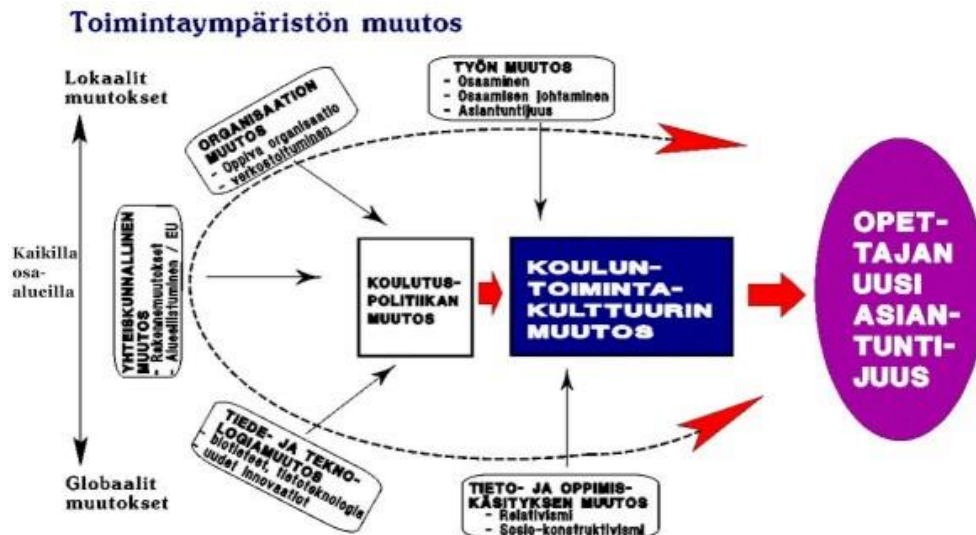 Toimintaympäristön muutos
Lokaalit
muutokset
Kaikilla
osa-
alueilla
Globaalit
muutokset
ORGANISAATION
MUUTOS
- Oppiva organisaatio
- verkostoituminen
TYÖN MUUTOS
- Osaaminen
- Osaamisen johtaminen
- Asiantuntijuus
YHTEISKUNNALLINEN
MUUTOS
- Rakennemuutokset
- Alueellistuminen / EU
KOULUTUS-
POLITIIKAN
MUUTOS
KOULUN-
TOIMINTA-
KULTTUURIN
MUUTOS
OPET-
TAJAN
UUSI
ASIAN-
TUNTI-
JUUS
TIEDE- JA TEKNO-
LOGIAMUUTOS
- biotieteet, tietoteknologia
- uudet innovaatiot
TIETO- JA OPPIMIS-
KÄSITYKSEN MUUTOS
- Relativismi
- Sosio-konstruktivismi